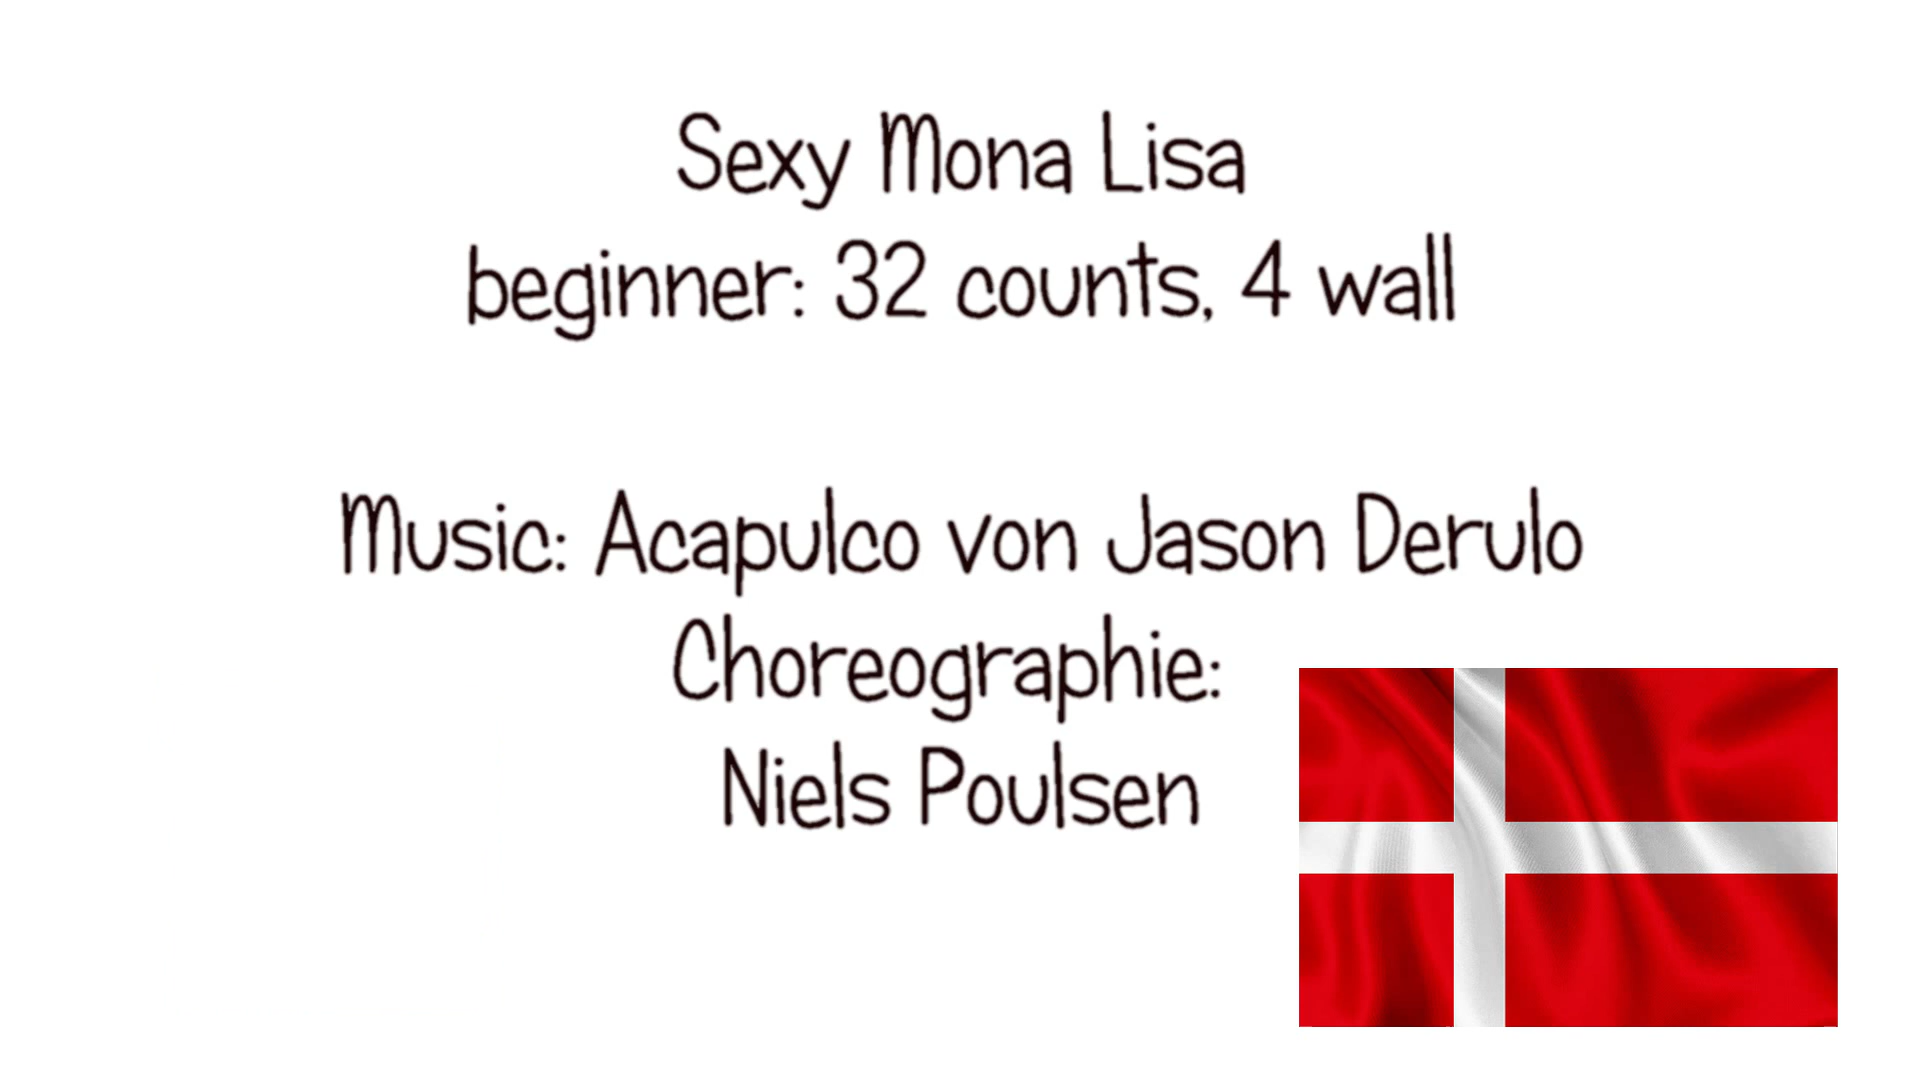 Sexy Mona Lisa
beginner: 32 counts, 4 wall
Music: Acapulco von Jason Derulo
Choreographie:
Niels Poulsen